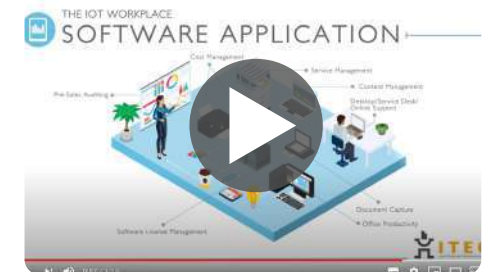 THE IOT WORKPLACE
SOFTWARE APPLICATION
Cost Management
Service Management
Content Management
Pre-Sales Auditing
Desktop/Service Desk/
Online Support
Document Capture
Office Productivity
Software License Management
ITEC